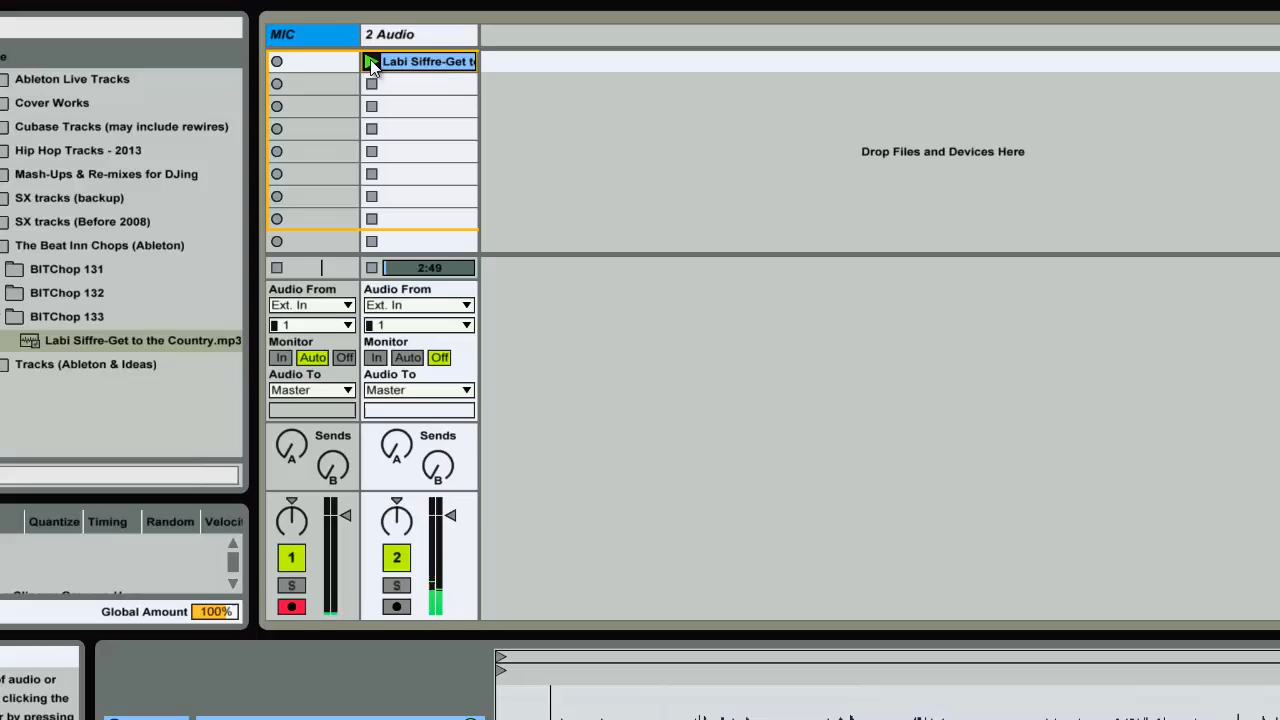 MIC
2 Audio
Labi Siffre-Get t
Ableton Live Tracks
Cover Works
Cubase Tracks (may include rewires)
Hip Hop Tracks - 2013
Mash-Ups & Re-mixes for DJing
SX tracks (backup)
SX tracks (Before 2008)
The Beat Inn Chops (Ableton)
BITChop 131
BITChop 132
BITChop 133
Labi Siffre-Get to the Country.mp3
Tracks (Ableton & Ideas)
Drop Files and Devices Here
2:49
Audio From
Audio From
Ext. In
Ext. In
1
1
Monitor
Monitor
In Auto Off
In Auto Off
Audio To
Audio To
Master
Master
Sends
Sends
A
B
A
B
1
2
S
S
Quantize Timing Random Veloci
Global Amount 100%
f audio or
clicking the
r by pressing